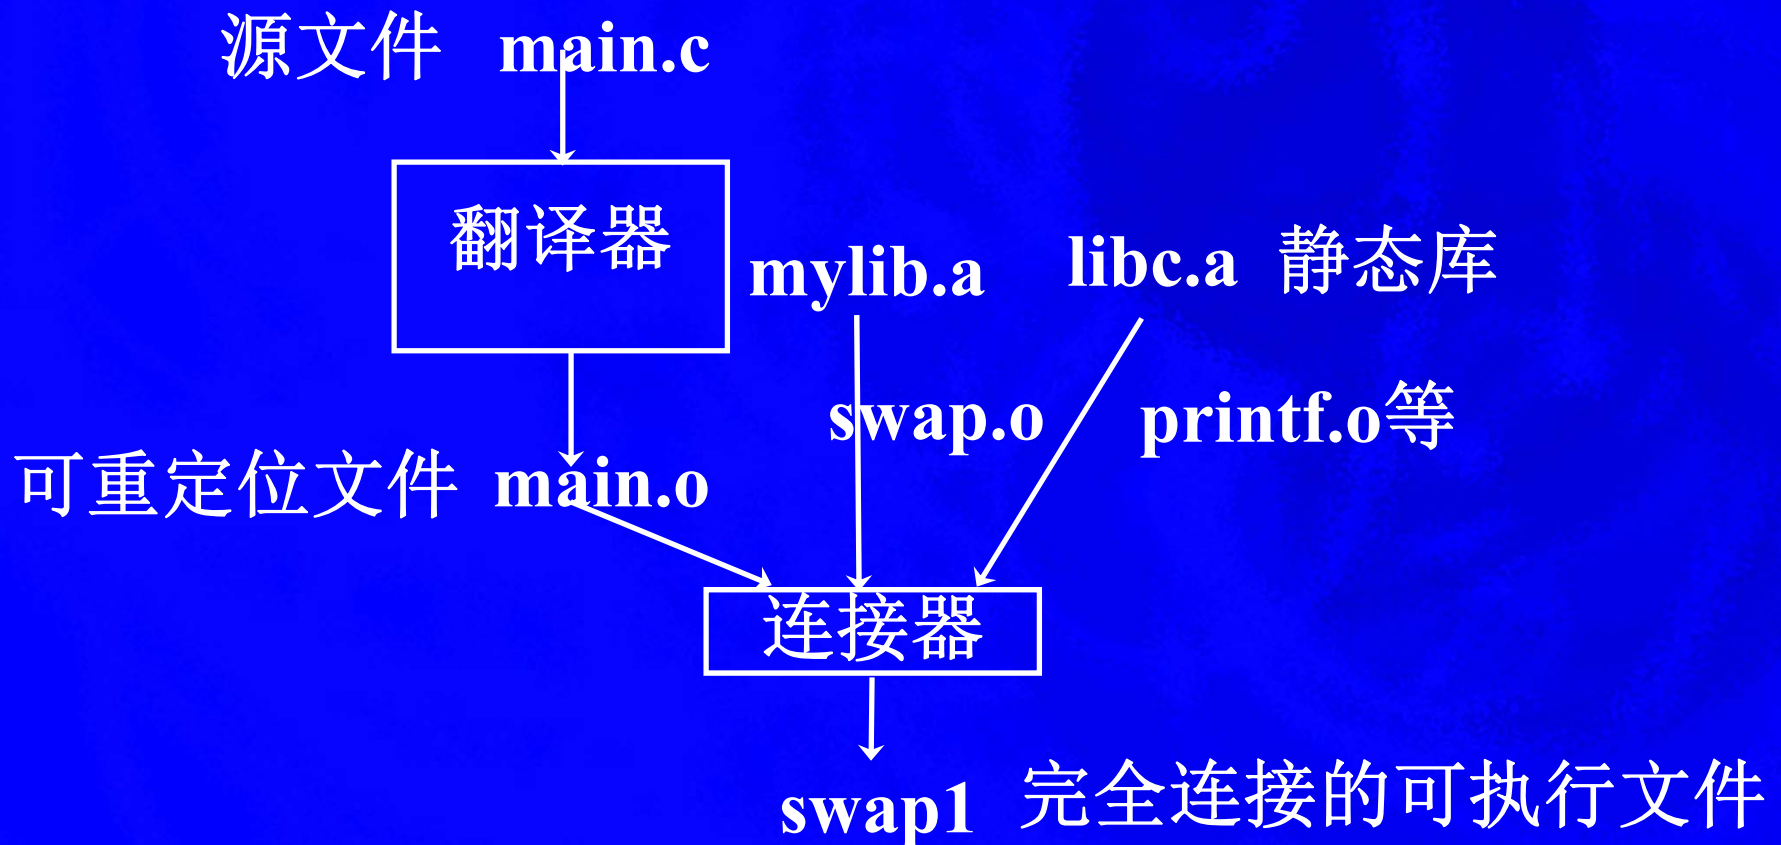 源文件 main.c
翻译器
mylib.a
libc.a 静态库
swap.o
printf.o等
可重定位文件 main.o
连接器
swap1 完全连接的可执行文件